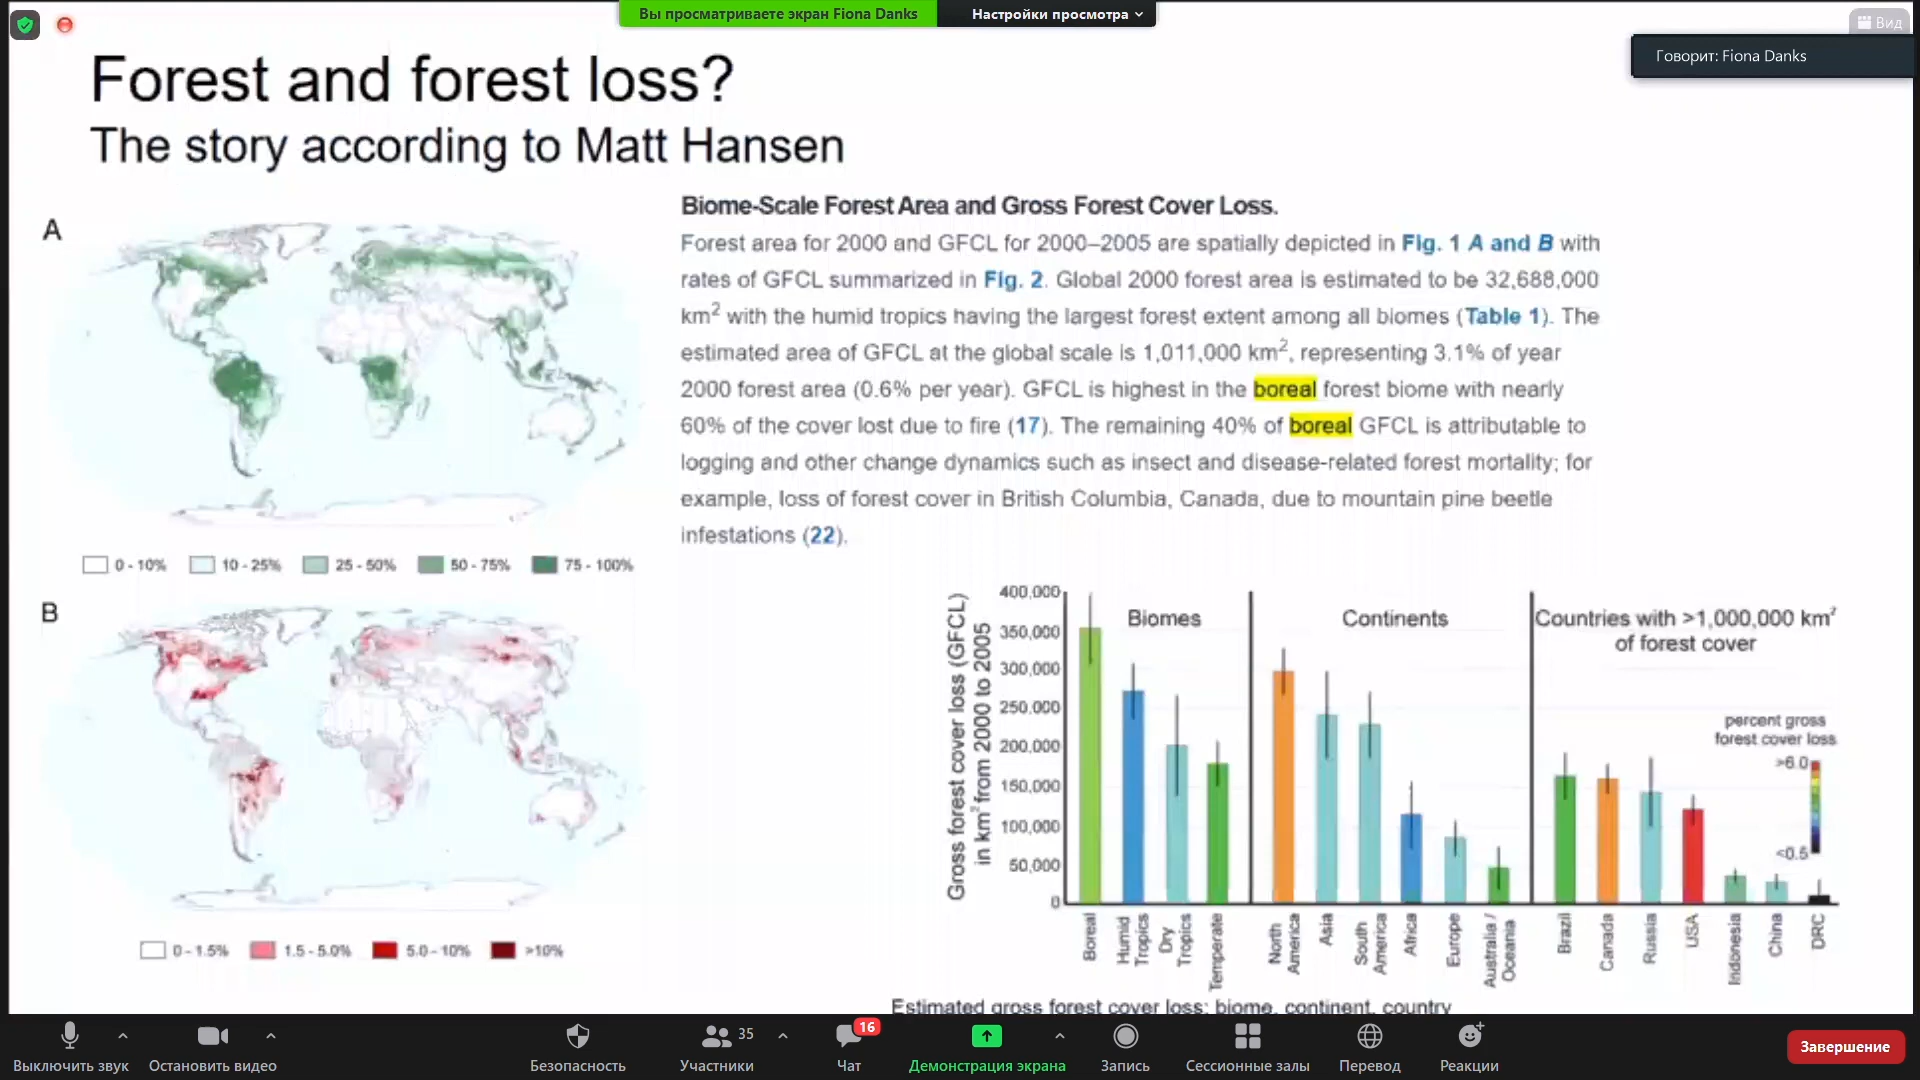 Вы просматриваете экран Fiona Danks
Настройки просмотра
Вид
Говорит: Fiona Danks
Forest and forest loss?
The story according to Matt Hansen
A
0 - 10%
10 - 25%
25 - 50%
50 - 75%
75 - 100%
B
0 - 1.5%
1.5 - 5.0%
5.0 - 10%
>10%
Biome-Scale Forest Area and Gross Forest Cover Loss.
Forest area for 2000 and GFCL for 2000–2005 are spatially depicted in Fig. 1 A and B with
rates of GFCL summarized in Fig. 2. Global 2000 forest area is estimated to be 32,688,000
km² with the humid tropics having the largest forest extent among all biomes (Table 1). The
estimated area of GFCL at the global scale is 1,011,000 km², representing 3.1% of year
2000 forest area (0.6% per year). GFCL is highest in the boreal forest biome with nearly
60% of the cover lost due to fire (17). The remaining 40% of boreal GFCL is attributable to
logging and other change dynamics such as insect and disease-related forest mortality; for
example, loss of forest cover in British Columbia, Canada, due to mountain pine beetle
infestations (22).
Gross forest cover loss (GFCL)
in km² from 2000 to 2005
400,000
350,000
300,000
250,000
200,000
150,000
100,000
50,000
0
Biomes
Continents
Countries with >1,000,000 km²
of forest cover
percent gross
forest cover loss
>6.0
<0.5
Boreal
Humid
Tropics
Dry
Tropics
Temperate
North
America
Asia
South
America
Africa
Europe
Australia /
Oceania
Brazil
Canada
Russia
USA
Indonesia
China
DRC
Estimated gross forest cover loss: biome, continent, country
Выключить звук
Остановить видео
Безопасность
35
Участники
16
Чат
Демонстрация экрана
Запись
Сессионные залы
Перевод
Реакции
Завершение